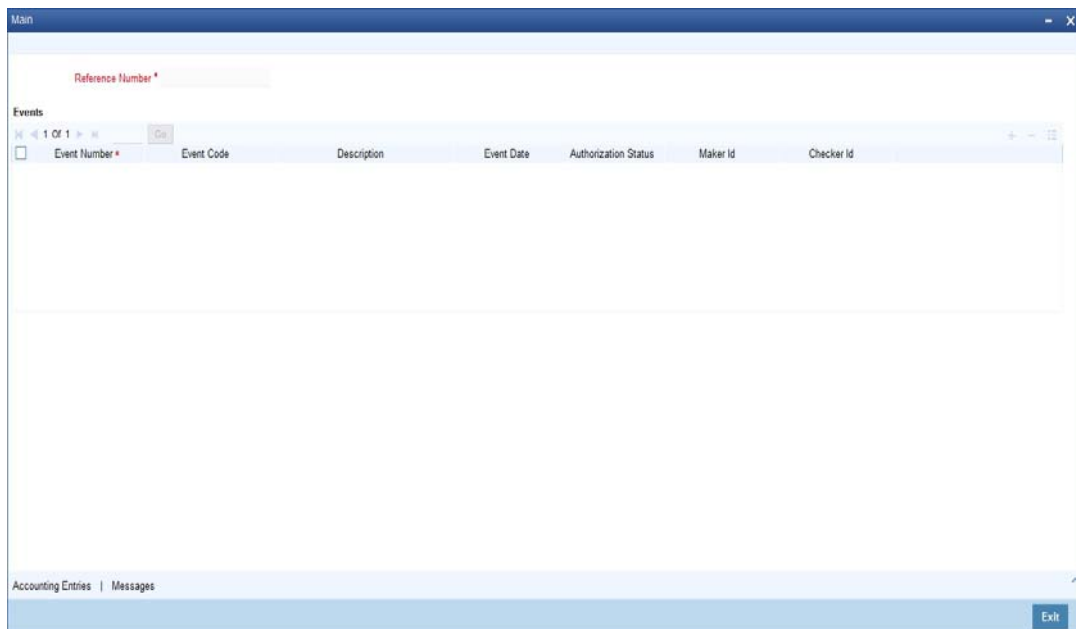 Main
Reference Number *
Events
1 Of 1 Go
Event Number * Event Code Description Event Date Authorization Status Maker Id Checker Id
Accounting Entries | Messages
Exit